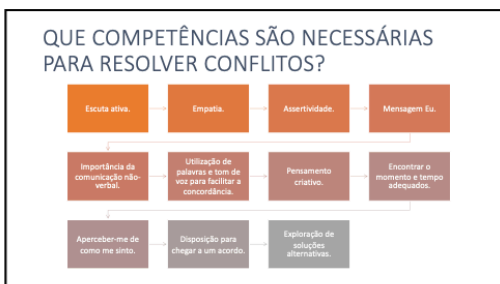 QUE COMPETÊNCIAS SÃO NECESSÁRIAS
PARA RESOLVER CONFLITOS?
Escuta ativa.
Empatia.
Assertividade.
Mensagem Eu.
Importância da
comunicação não-
verbal.
Utilização de
palavras e tom de
voz para facilitar a
concordância.
Pensamento
criativo.
Encontrar o
momento e tempo
adequados.
Aperceber-me de
como me sinto.
Disposição para
chegar a um acordo.
Exploração de
soluções
alternativas.